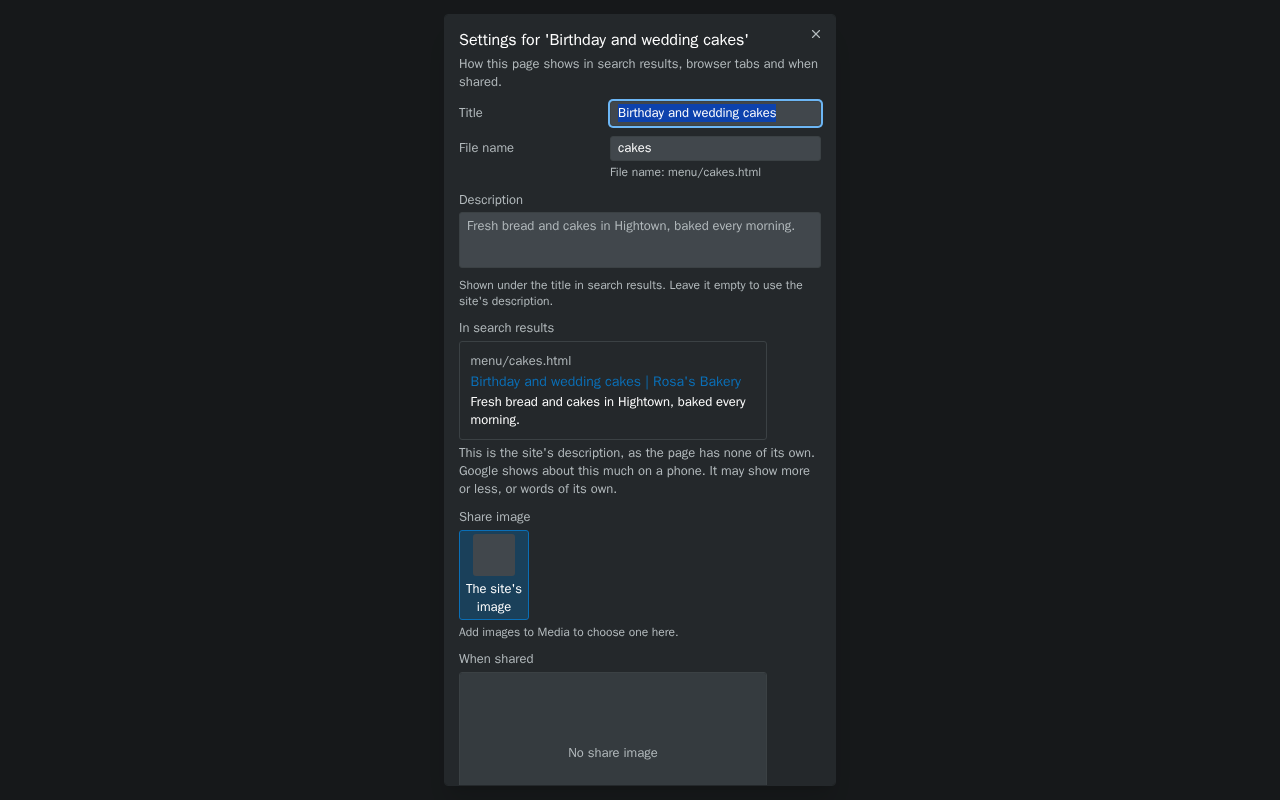 Settings for 'Birthday and wedding cakes'
How this page shows in search results, browser tabs and when
shared.
Title
Birthday and wedding cakes
File name
cakes
File name: menu/cakes.html
Description
Fresh bread and cakes in Hightown, baked every morning.
Shown under the title in search results. Leave it empty to use the
site's description.
In search results
menu/cakes.html
Birthday and wedding cakes | Rosa's Bakery
Fresh bread and cakes in Hightown, baked every
morning.
This is the site's description, as the page has none of its own.
Google shows about this much on a phone. It may show more
or less, or words of its own.
Share image
The site's
image
Add images to Media to choose one here.
When shared
No share image